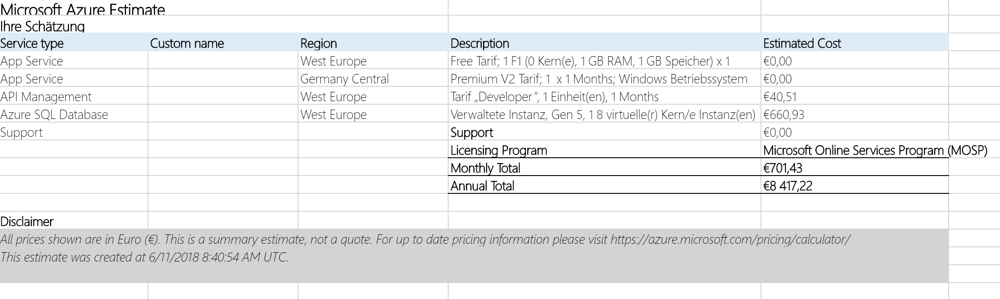 Microsoft Azure Estimate
Ihre Schätzung
Service type Custom name Region Description Estimated Cost
App Service West Europe Free Tarif; 1 F1 (0 Kern(e), 1 GB RAM, 1 GB Speicher) x 1 €0,00
App Service Germany Central Premium V2 Tarif; 1 x 1 Months; Windows Betriebssystem €0,00
API Management West Europe Tarif „Developer“, 1 Einheit(en), 1 Months €40,51
Azure SQL Database West Europe Verwaltete Instanz, Gen 5, 1 8 virtuelle(r) Kern/e Instanz(en) €660,93
Support Support €0,00
Licensing Program Microsoft Online Services Program (MOSP)
Monthly Total €701,43
Annual Total €8 417,22
Disclaimer
All prices shown are in Euro (€). This is a summary estimate, not a quote. For up to date pricing information please visit https://azure.microsoft.com/pricing/calculator/
This estimate was created at 6/11/2018 8:40:54 AM UTC.